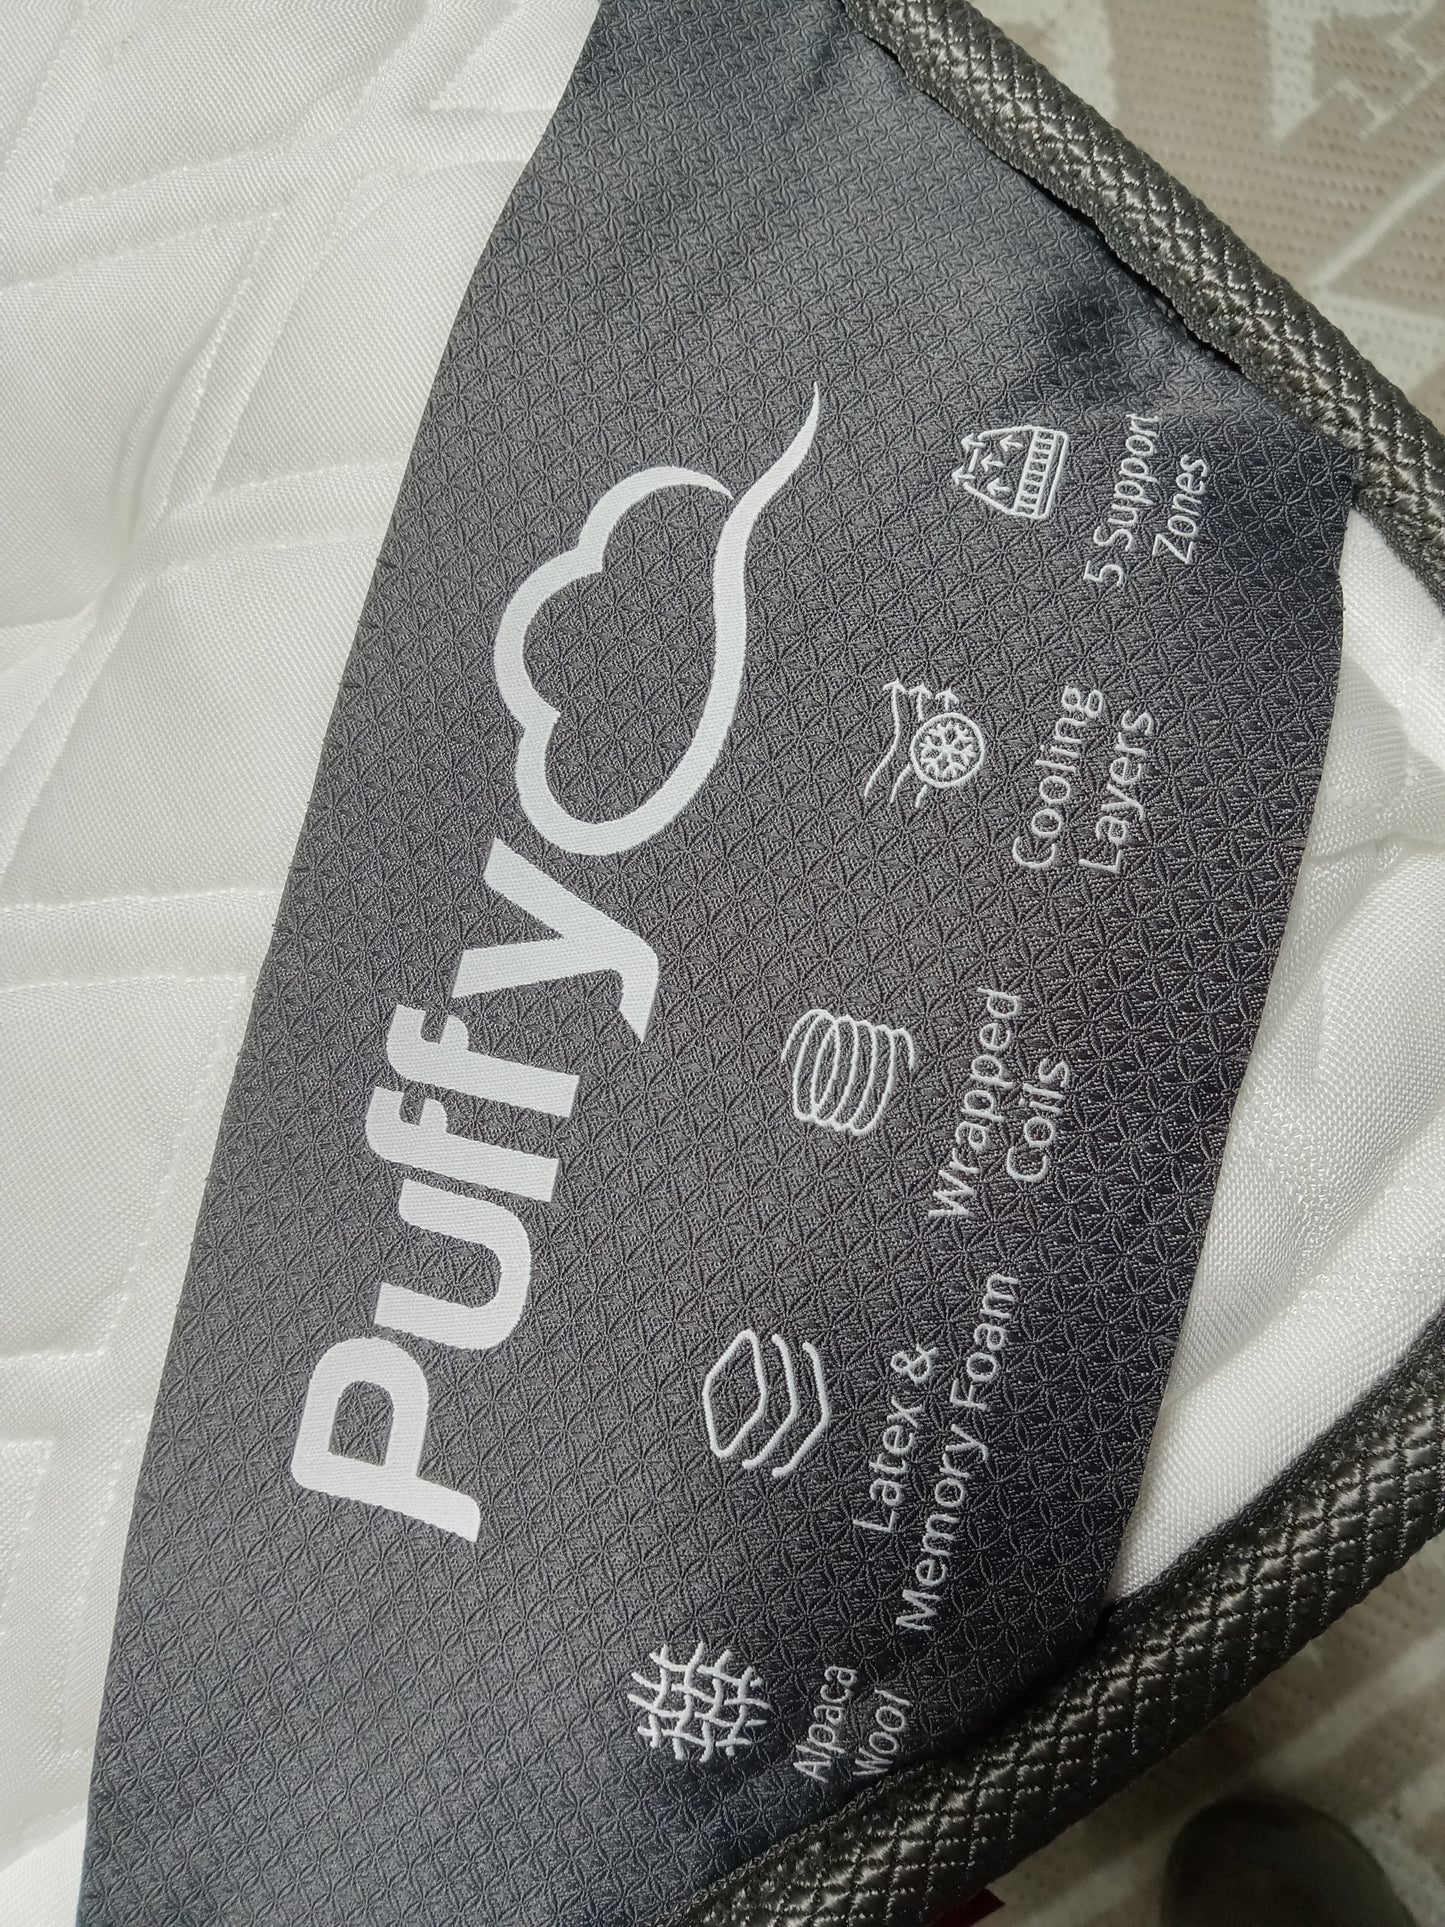 Puffy
Alpaca
Wool
Latex &
Memory Foam
Wrapped
Coils
Cooling
Layers
5 Support
Zones